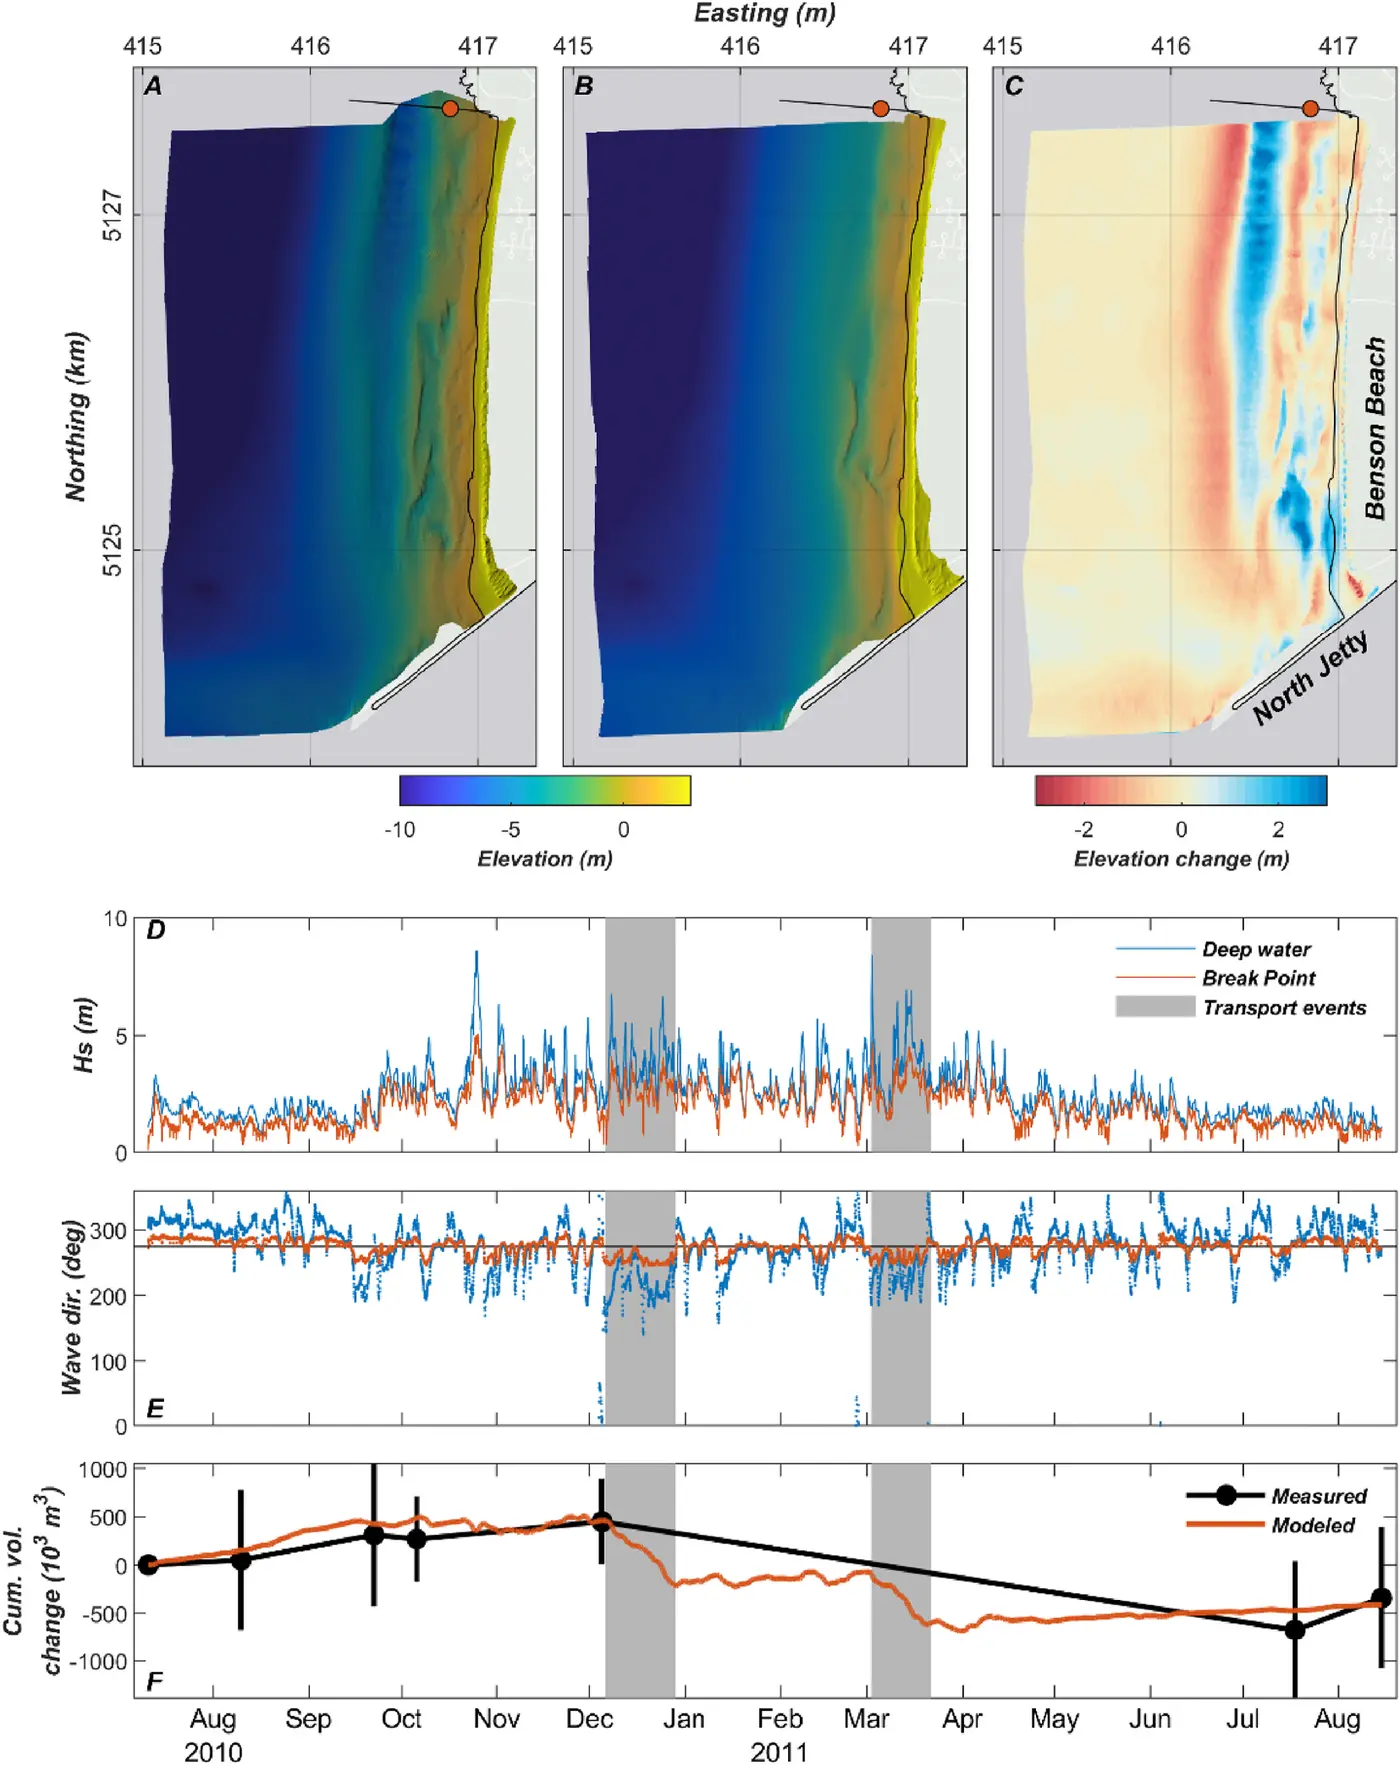 Easting (m)
415 416 417 415 416 417 415 416 417
A B C
Northing (km)
5127
5125
Benson Beach
North Jetty
-10 -5 0
Elevation (m)
-2 0 2
Elevation change (m)
D
Hs (m)
10
5
0
Deep water
Break Point
Transport events
E
Wave dir. (deg)
300
200
100
0
F
Cum. vol.
change (10³ m³)
1000
500
0
-500
-1000
Measured
Modeled
Aug Sep Oct Nov Dec Jan Feb Mar Apr May Jun Jul Aug
2010 2011